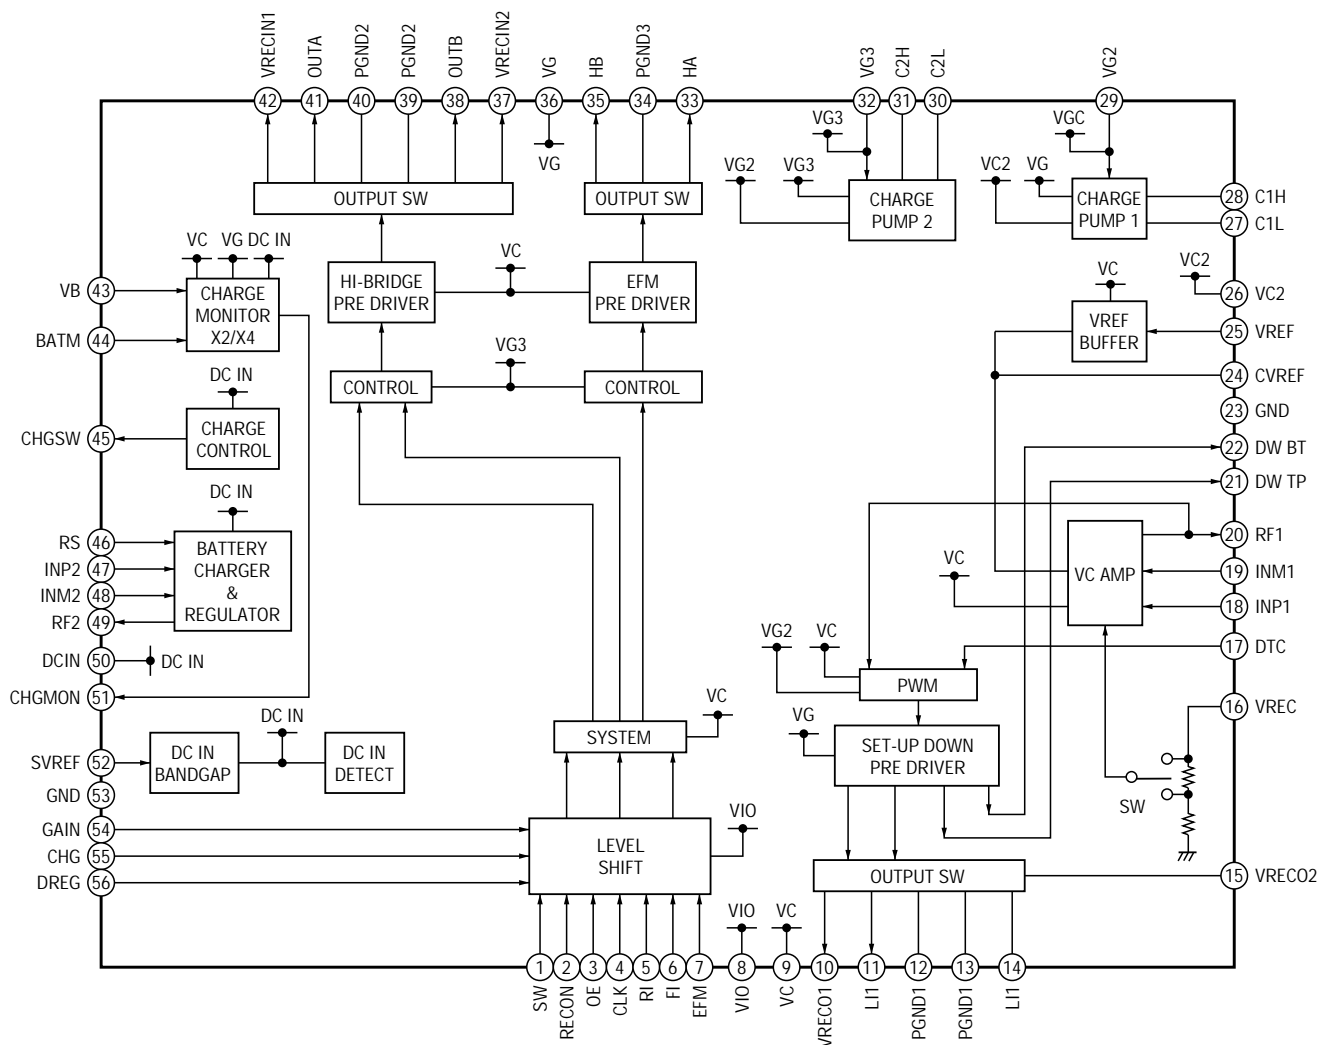 VRECIN1
OUTA
PGND2
PGND2
OUTB
VRECIN2
VG
HB
PGND3
HA
VG3
C2H
C2L
VG2
42
41
40
39
38
37
36
35
34
33
32
31
30
29
VG
VG3
VGC
VG2
VG3
VC2
VG
OUTPUT SW
OUTPUT SW
CHARGE
PUMP 2
CHARGE
PUMP 1
28
C1H
27
C1L
VC
VG
DC IN
VC
VC
VC2
VB
43
CHARGE
MONITOR
X2/X4
HI-BRIDGE
PRE DRIVER
EFM
PRE DRIVER
26
VC2
BATM
44
VREF
BUFFER
25
VREF
VG3
DC IN
CONTROL
CONTROL
24
CVREF
23
GND
CHGSW
45
CHARGE
CONTROL
22
DW BT
21
DW TP
DC IN
RS
46
INP2
47
INM2
48
RF2
49
BATTERY
CHARGER
&
REGULATOR
VC AMP
VC
20
RF1
19
INM1
18
INP1
DCIN
50
DC IN
VG2
VC
17
DTC
CHGMON
51
PWM
16
VREC
DC IN
VC
VG
SYSTEM
SET-UP DOWN
PRE DRIVER
SVREF
52
DC IN
BANDGAP
DC IN
DETECT
GND
53
SW
GAIN
54
CHG
55
DREG
56
LEVEL
SHIFT
VIO
OUTPUT SW
15
VRECO2
VIO
VC
1
2
3
4
5
6
7
8
9
10
11
12
13
14
SW
RECON
OE
CLK
RI
FI
EFM
VIO
VC
VRECO1
LI1
PGND1
PGND1
LI1